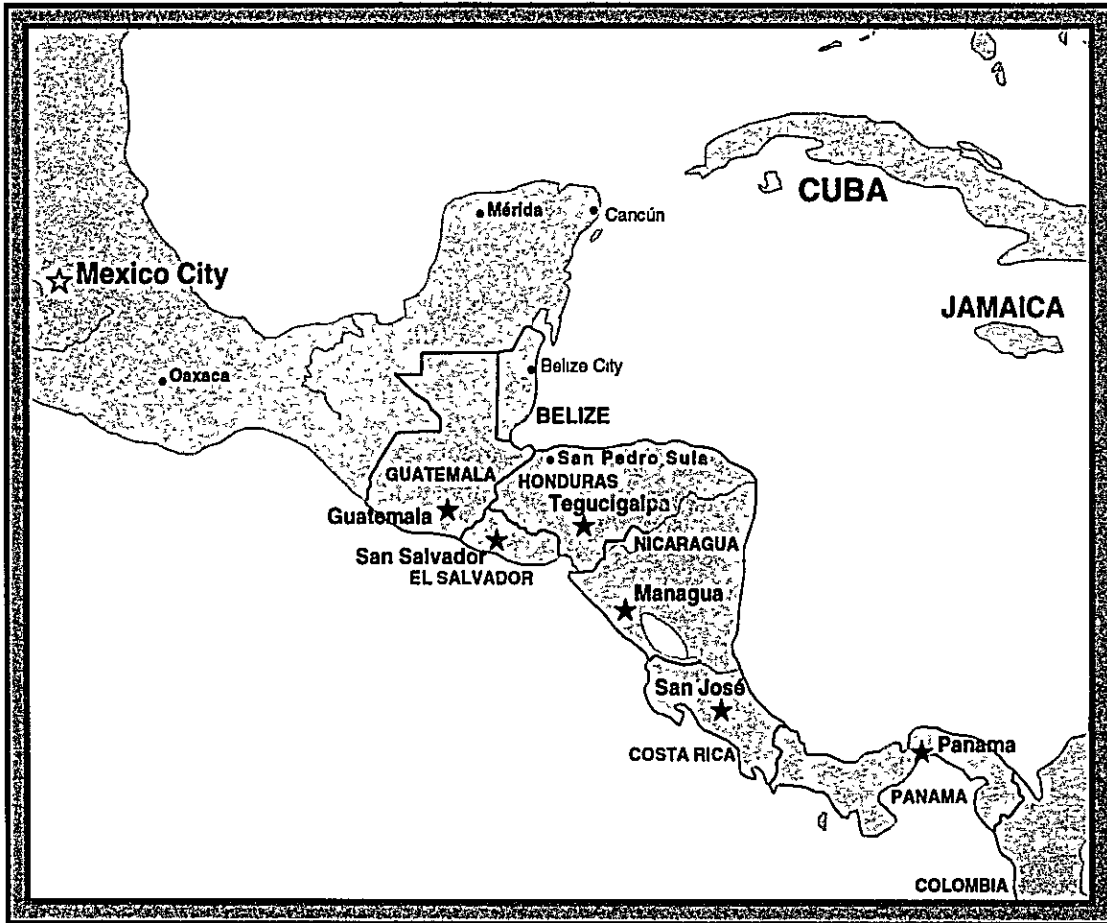 CUBA
Mérida
Cancún
Mexico City
JAMAICA
Belize City
Oaxaca
BELIZE
San Pedro Sula
GUATEMALA
HONDURAS
Tegucigalpa
Guatemala
NICARAGUA
San Salvador
EL SALVADOR
Managua
San José
Panama
COSTA RICA
PANAMA
COLOMBIA